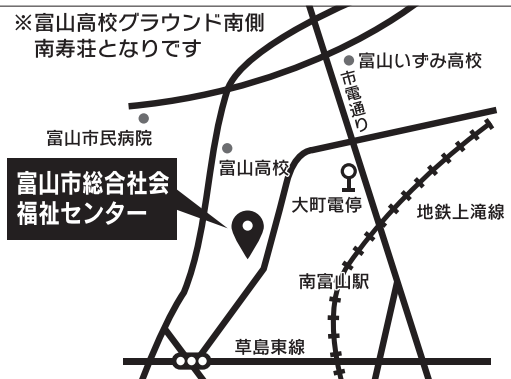 ※富山高校グラウンド南側
南寿荘となりです
富山いずみ高校
市電通り
富山市民病院
富山高校
富山市総合社会
福祉センター
大町電停
地鉄上滝線
南富山駅
草島東線